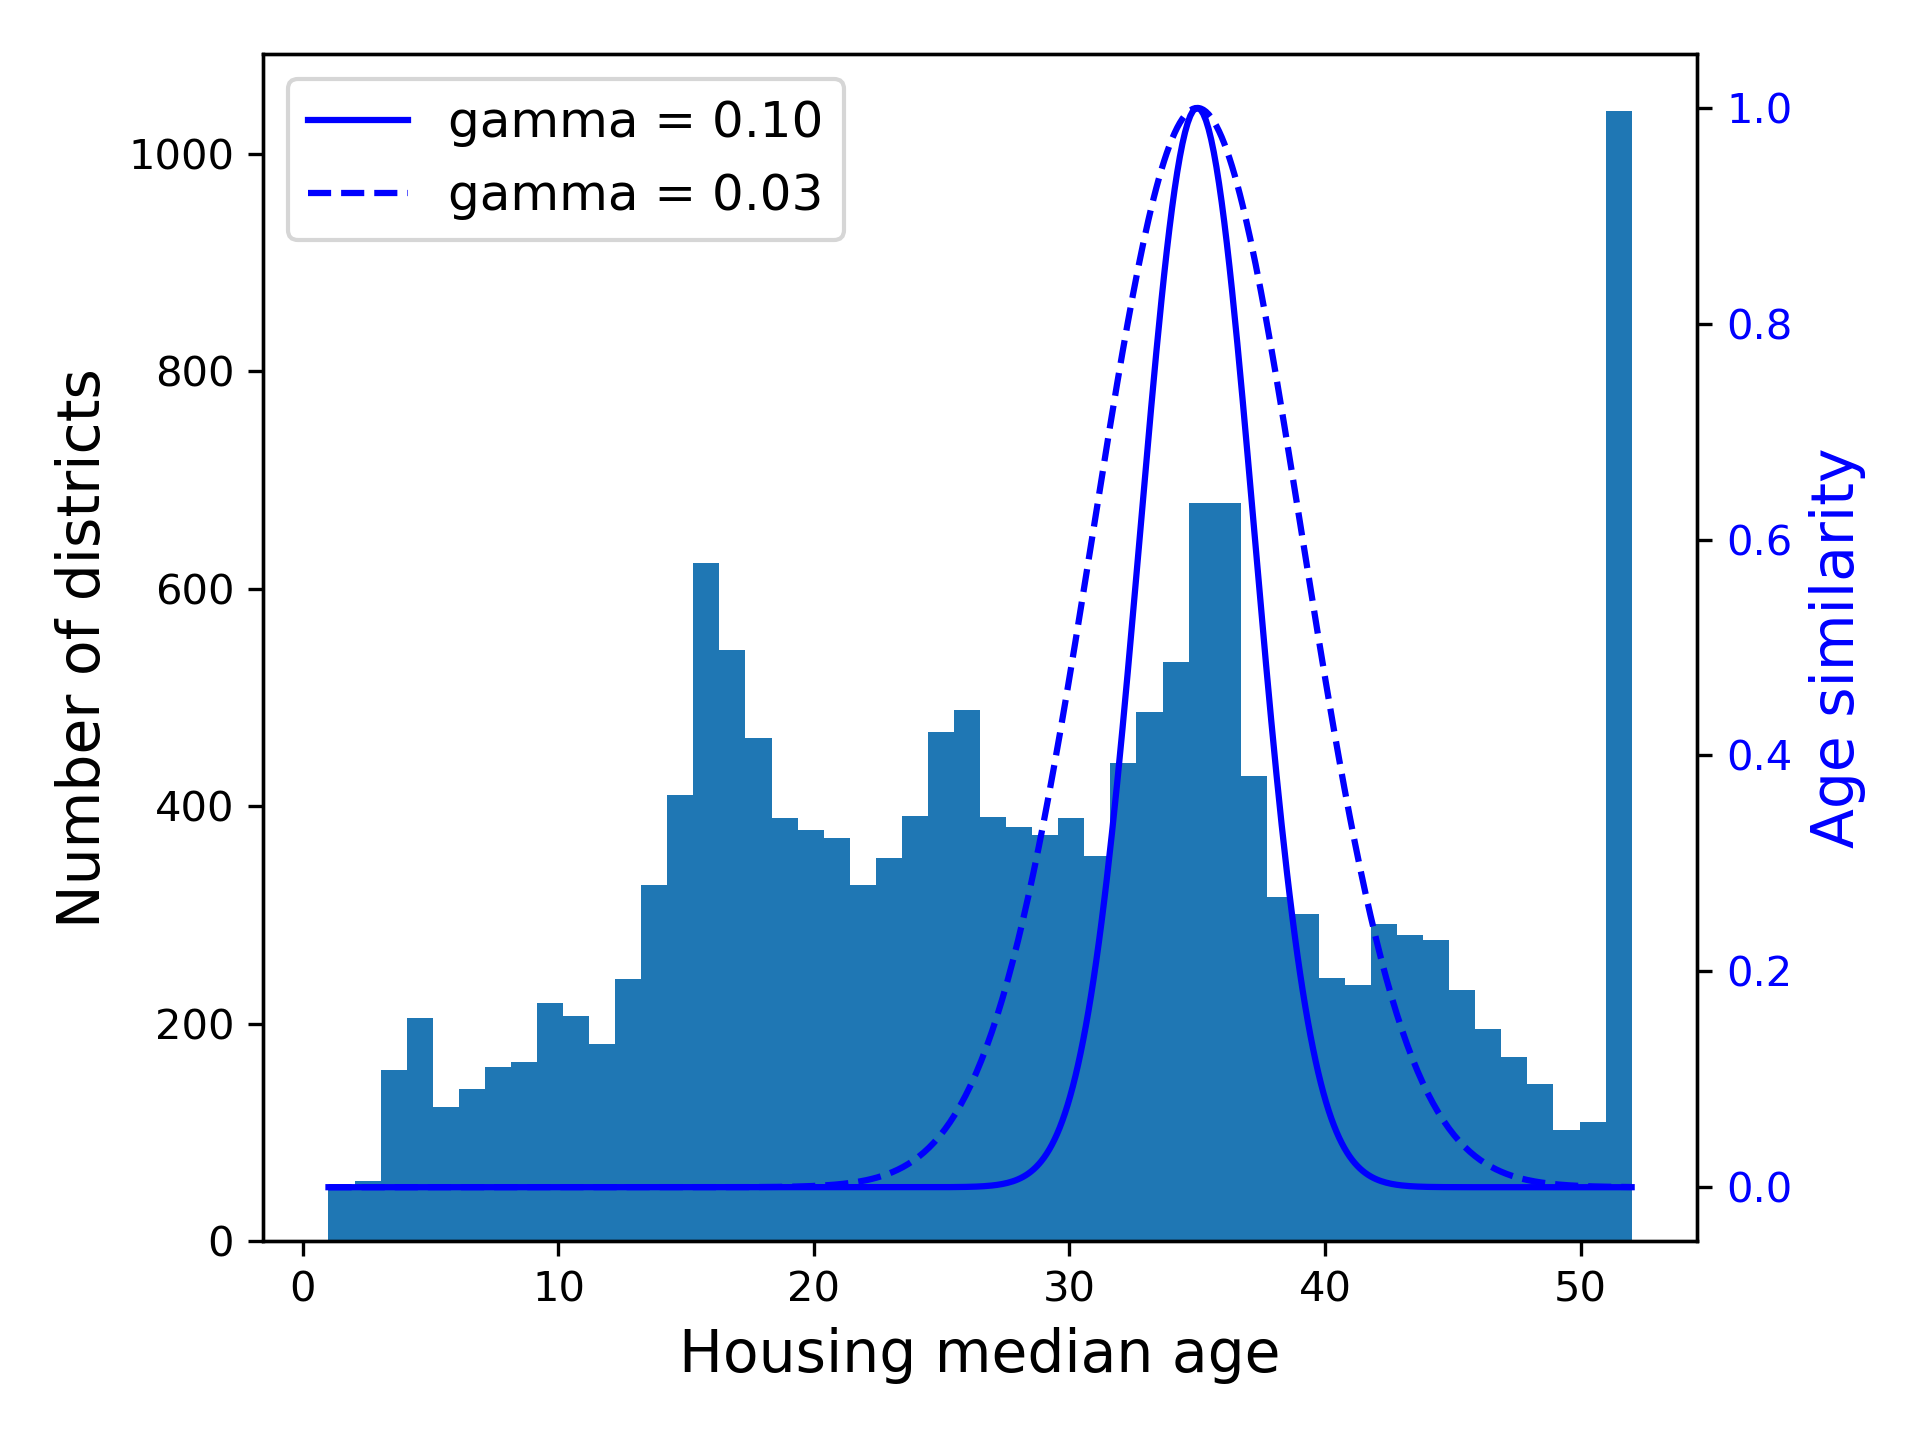 gamma = 0.10
gamma = 0.03
1000
800
600
400
200
0
Number of districts
0 10 20 30 40 50
Housing median age
1.0
0.8
0.6
0.4
0.2
0.0
Age similarity